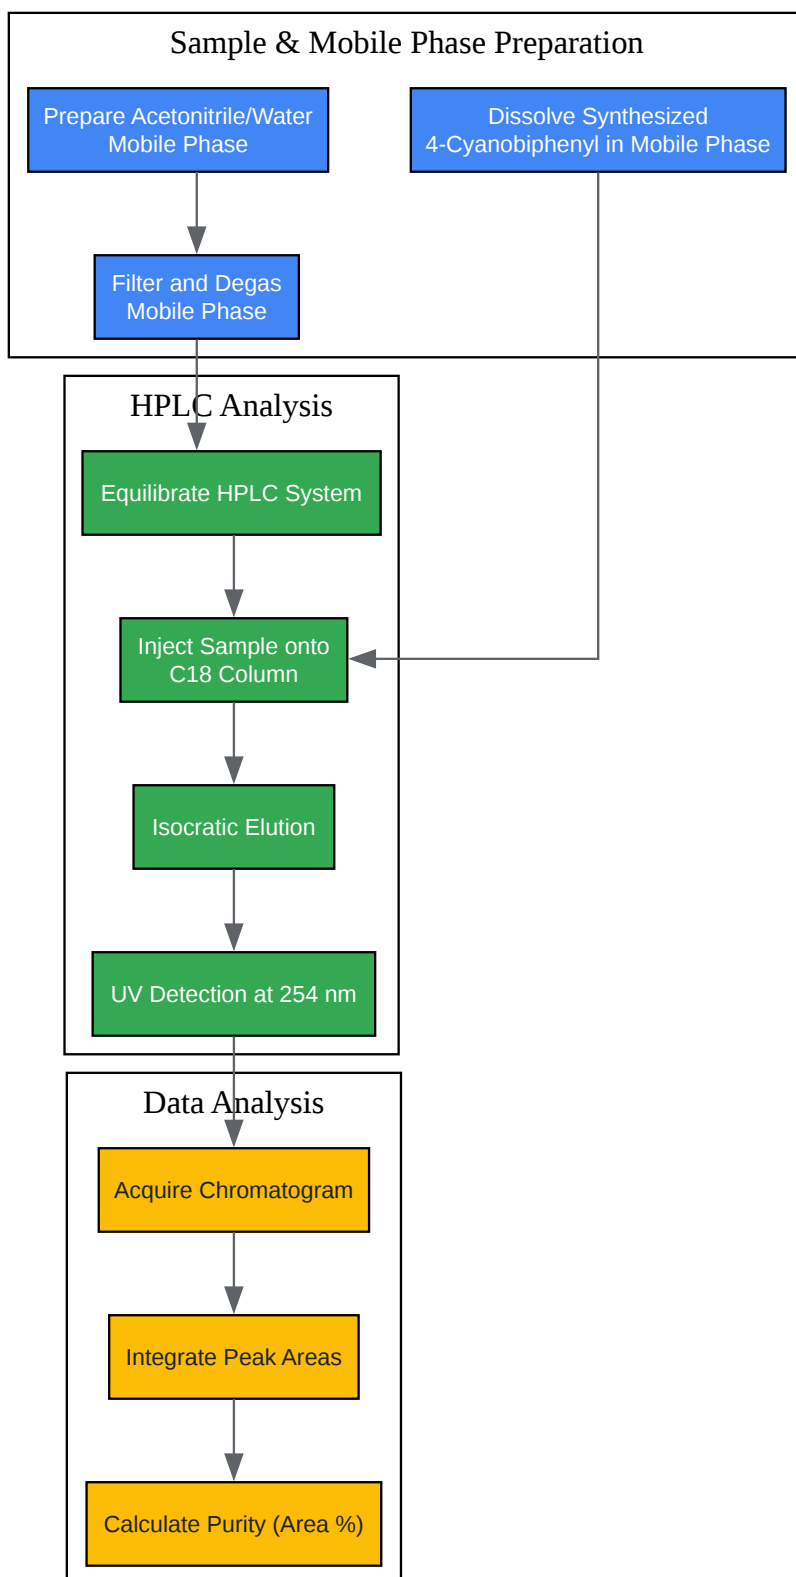 Sample & Mobile Phase Preparation
Prepare Acetonitrile/Water
Mobile Phase
Dissolve Synthesized
4-Cyanobiphenyl in Mobile Phase
Filter and Degas
Mobile Phase
HPLC Analysis
Equilibrate HPLC System
Inject Sample onto
C18 Column
Isocratic Elution
UV Detection at 254 nm
Data Analysis
Acquire Chromatogram
Integrate Peak Areas
Calculate Purity (Area %)